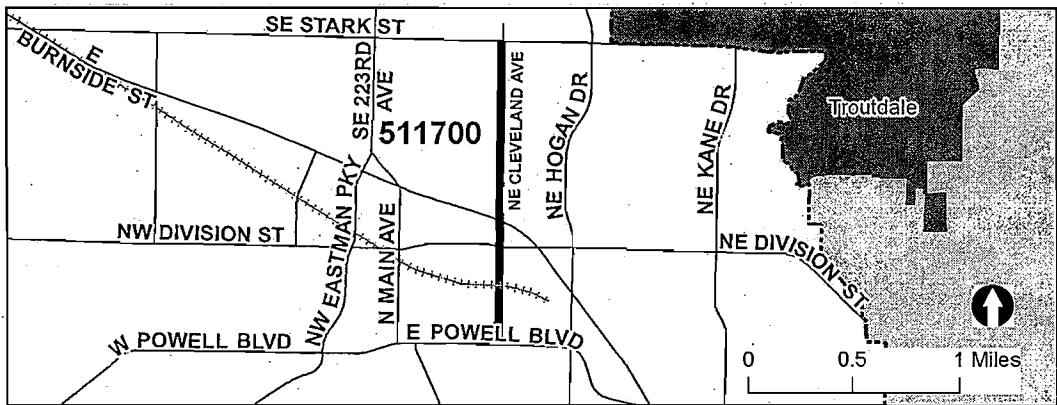 SE STARK ST
E
BURNSIDE ST
SE 223RD
AVE
511700
NE CLEVELAND AVE
NE HOGAN DR
NE KANE DR
Troutdale
NW DIVISION ST
NW EASTMAN PKY
N MAIN AVE
NE DIVISION ST
W POWELL BLVD
E POWELL BLVD
0 0.5 1 Miles